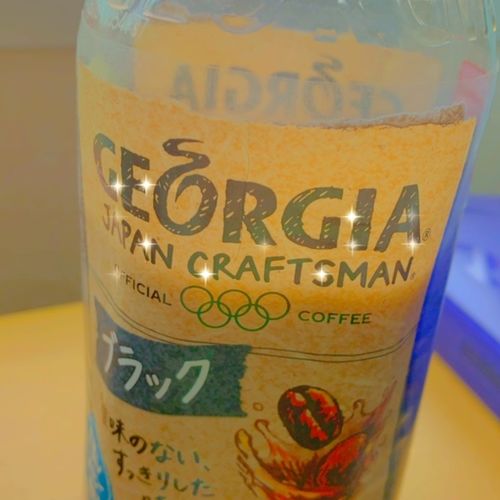 GEORGIA
JAPAN CRAFTSMAN
OFFICIAL COFFEE
ブラック
味のない、
すっきりした